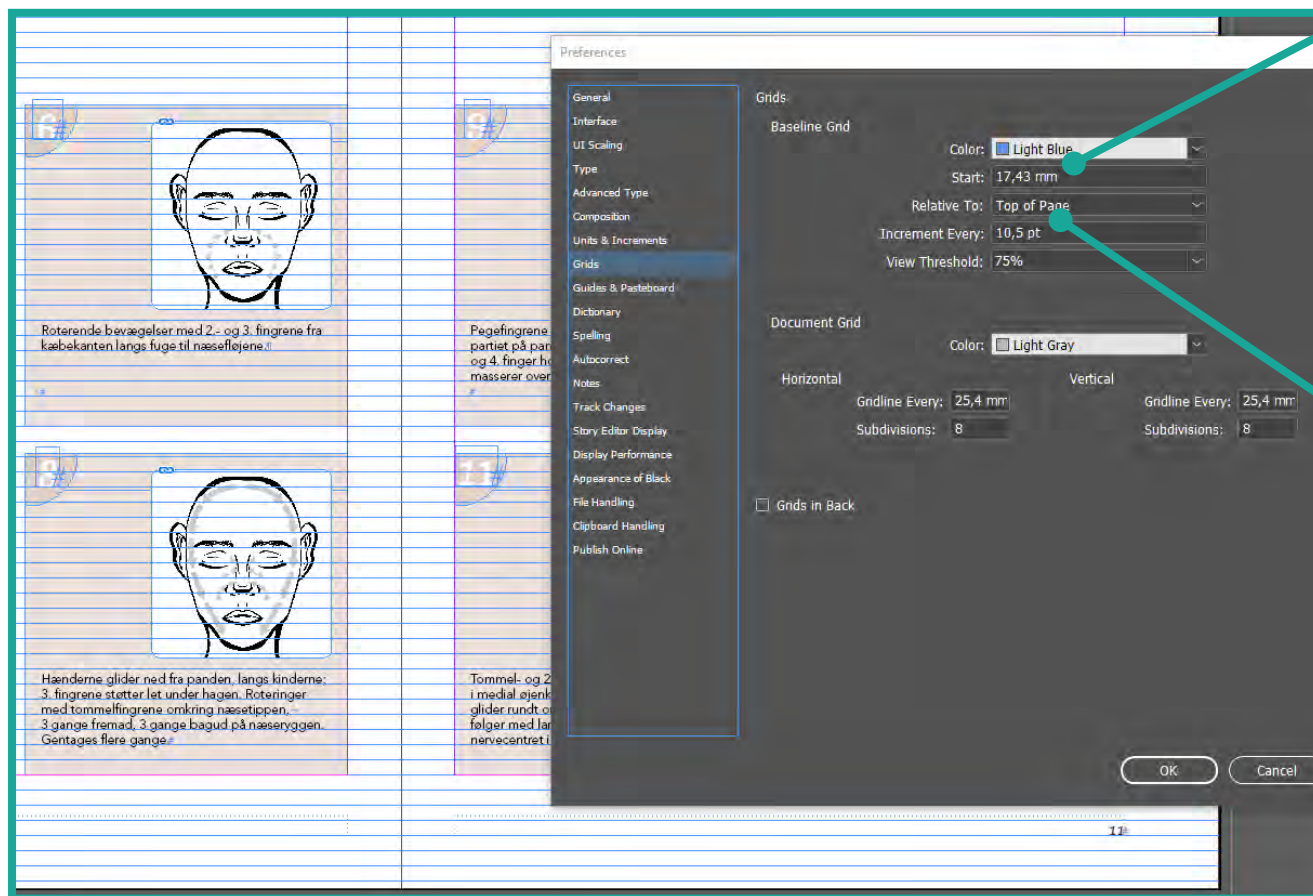 6#
Roterende bevægelser med 2.- og 3. fingrene fra
kæbekanten langs fuge til næsefløjene.¶
#
8#
Hænderne glider ned fra panden, langs kinderne;
3. fingrene støtter let under hagen. Roteringer
med tommelfingrene omkring næsetippen,
3 gange fremad, 3 gange bagud på næseryggen.
Gentages flere gange.#
9#
Pegefingrene
partiet på pan
og 4. finger ho
masserer over
11#
Tommel- og 2
i medial øjenk
glider rundt o
følger med lan
nervecentret i
11#
Preferences
General
Interface
UI Scaling
Type
Advanced Type
Composition
Units & Increments
Grids
Guides & Pasteboard
Dictionary
Spelling
Autocorrect
Notes
Track Changes
Story Editor Display
Display Performance
Appearance of Black
File Handling
Clipboard Handling
Publish Online
Grids
Baseline Grid
Color: Light Blue
Start: 17,43 mm
Relative To: Top of Page
Increment Every: 10,5 pt
View Threshold: 75%
Document Grid
Color: Light Gray
Horizontal Vertical
Gridline Every: 25,4 mm Gridline Every: 25,4 mm
Subdivisions: 8 Subdivisions: 8
Grids in Back
OK Cancel